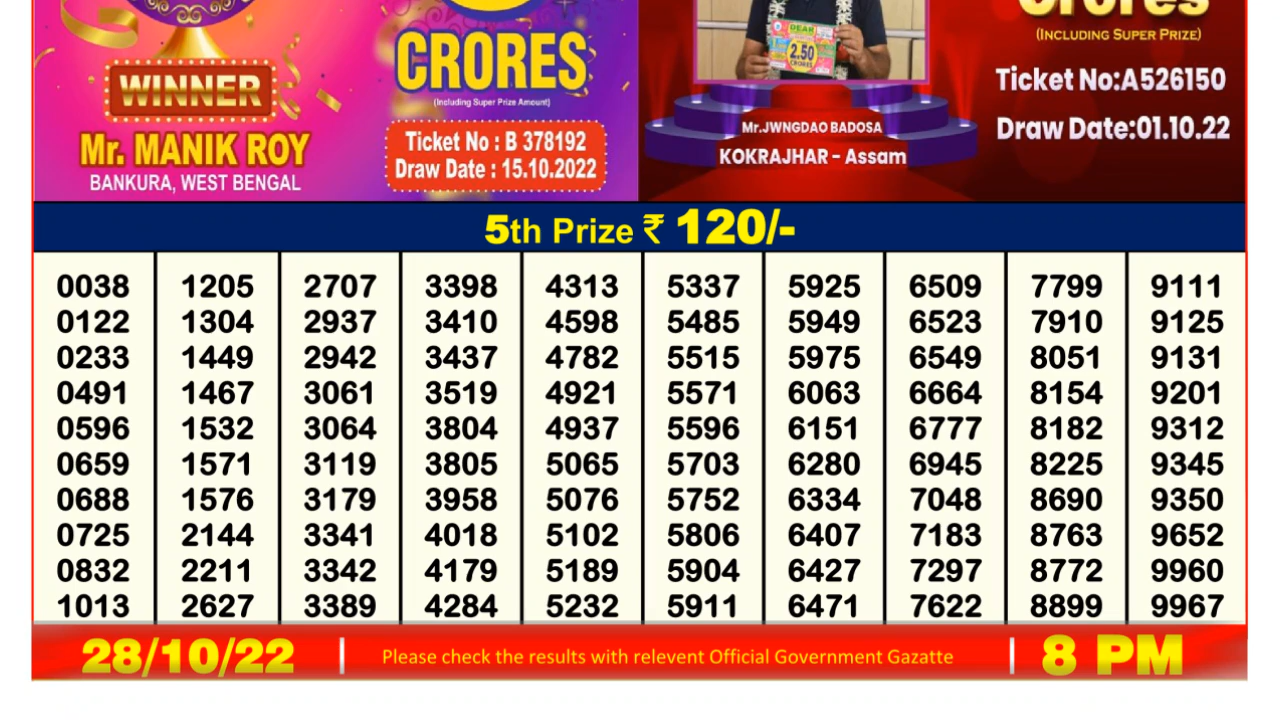 WINNER
Mr. MANIK ROY
BANKURA, WEST BENGAL
CRORES
(Including Super Prize Amount)
Ticket No : B 378192
Draw Date : 15.10.2022
DEAR
2.50
CRORES
Mr.JWNGDAO BADOSA
KOKRAJHAR - Assam
Crores
(INCLUDING SUPER PRIZE)
Ticket No:A526150
Draw Date:01.10.22
5th Prize ₹ 120/-
0038 1205 2707 3398 4313 5337 5925 6509 7799 9111
0122 1304 2937 3410 4598 5485 5949 6523 7910 9125
0233 1449 2942 3437 4782 5515 5975 6549 8051 9131
0491 1467 3061 3519 4921 5571 6063 6664 8154 9201
0596 1532 3064 3804 4937 5596 6151 6777 8182 9312
0659 1571 3119 3805 5065 5703 6280 6945 8225 9345
0688 1576 3179 3958 5076 5752 6334 7048 8690 9350
0725 2144 3341 4018 5102 5806 6407 7183 8763 9652
0832 2211 3342 4179 5189 5904 6427 7297 8772 9960
1013 2627 3389 4284 5232 5911 6471 7622 8899 9967
28/10/22 | Please check the results with relevent Official Government Gazatte | 8 PM